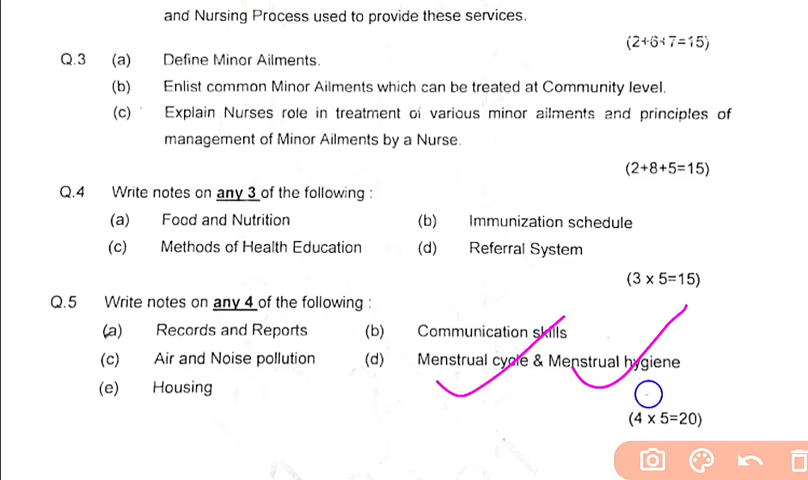 and Nursing Process used to provide these services.
(2+6+7=15)
Q.3 (a) Define Minor Ailments.
(b) Enlist common Minor Ailments which can be treated at Community level.
(c) Explain Nurses role in treatment of various minor ailments and principles of
management of Minor Ailments by a Nurse.
(2+8+5=15)
Q.4 Write notes on any 3 of the following :
(a) Food and Nutrition (b) Immunization schedule
(c) Methods of Health Education (d) Referral System
(3 x 5=15)
Q.5 Write notes on any 4 of the following :
(a) Records and Reports (b) Communication skills
(c) Air and Noise pollution (d) Menstrual cycle & Menstrual hygiene
(e) Housing
(4 x 5=20)